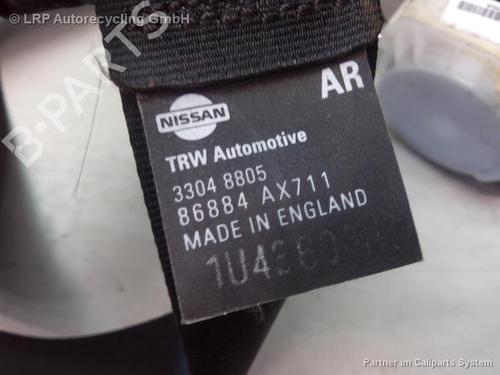 © LRP Autorecycling GmbH
B-PARTS
AR
NISSAN
TRW Automotive
3304 8805
86884 AX711
MADE IN ENGLAND
Partner im Callparts System